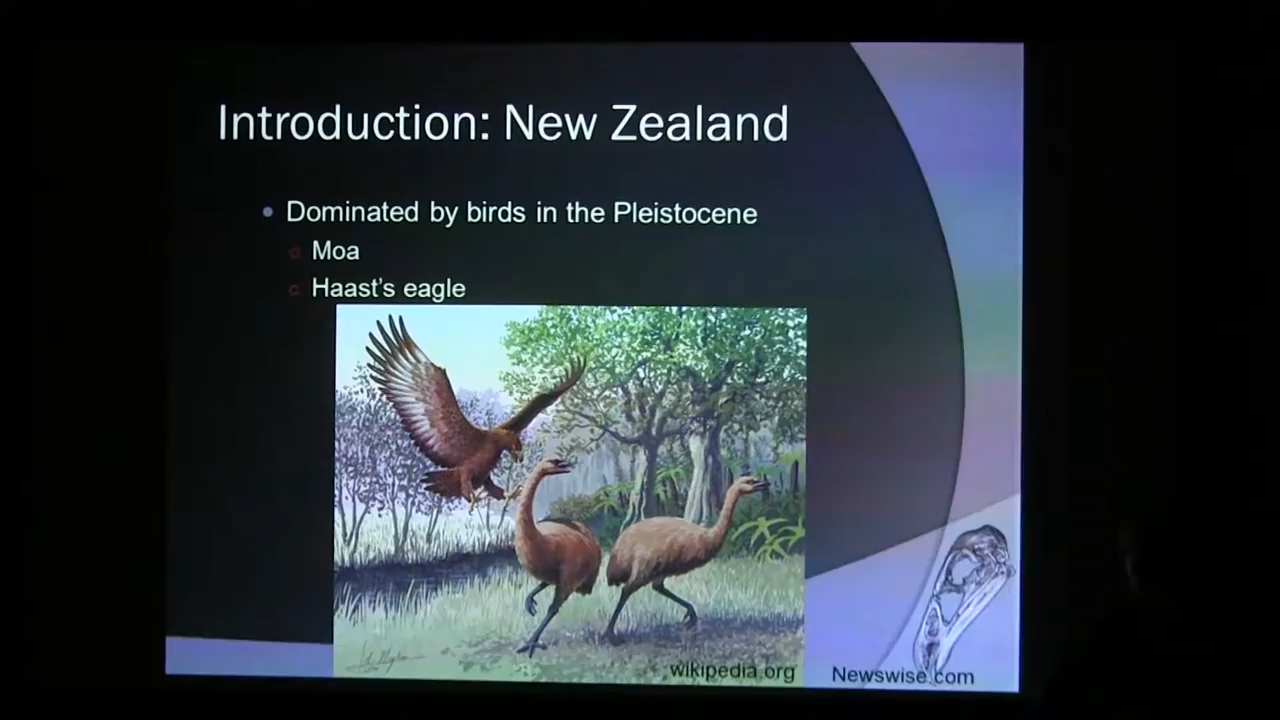 Introduction: New Zealand
Dominated by birds in the Pleistocene
Moa
Haast's eagle
wikipedia.org
Newswise.com